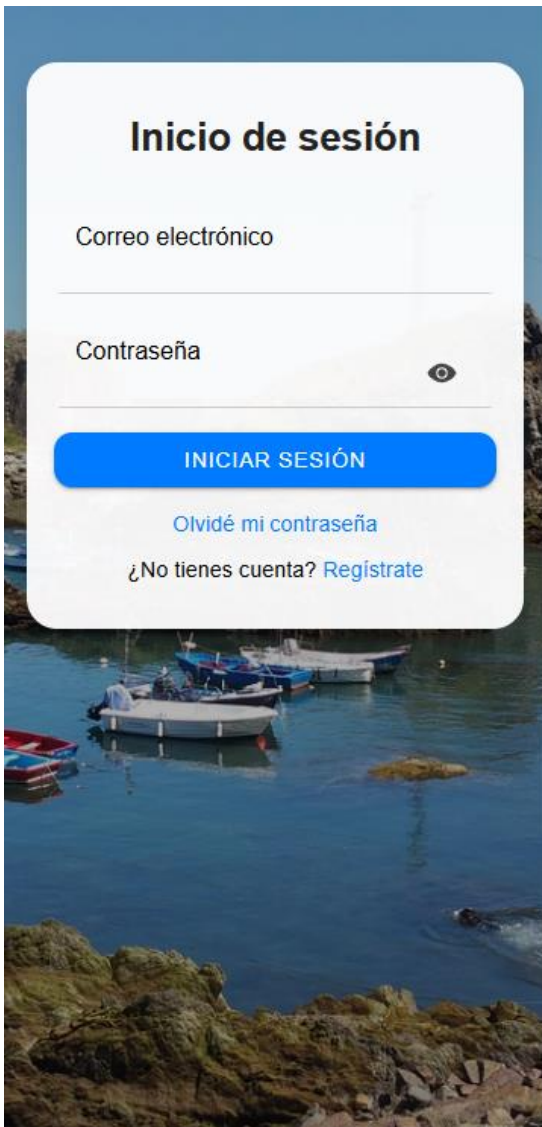 Inicio de sesión
Correo electrónico
Contraseña
INICIAR SESIÓN
Olvidé mi contraseña
¿No tienes cuenta? Regístrate